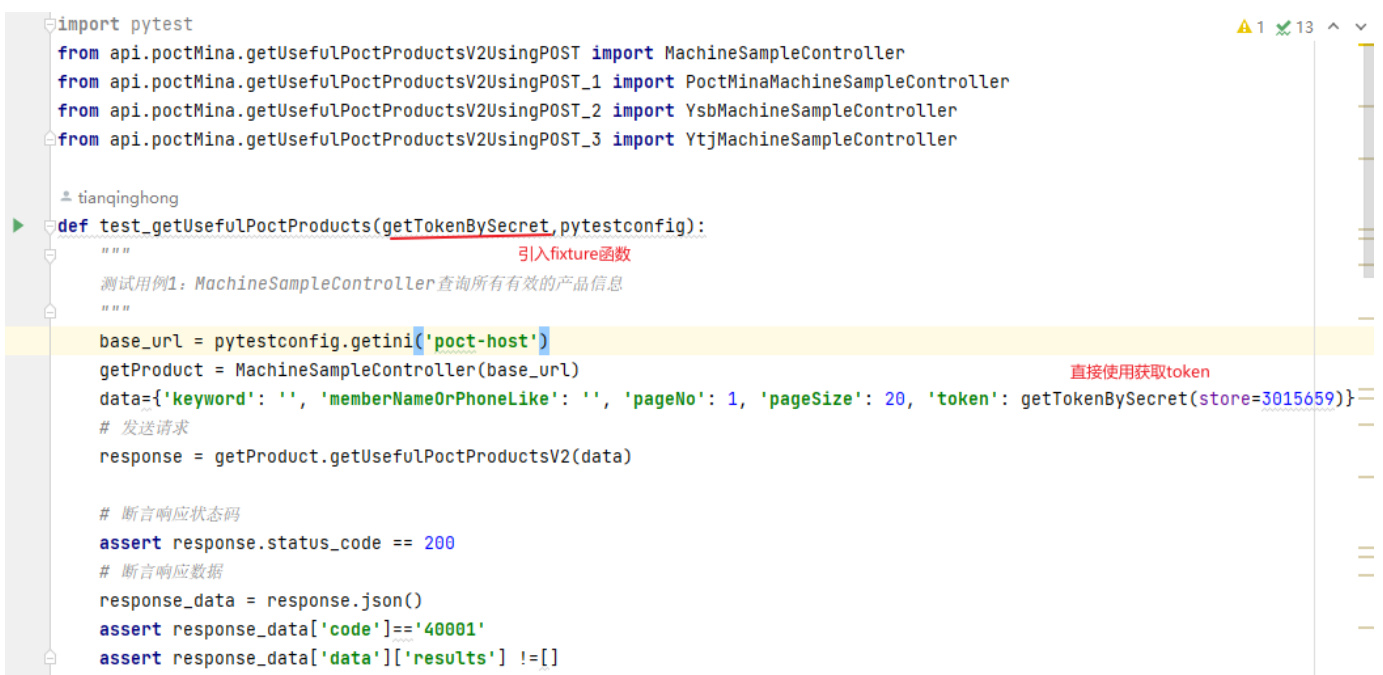 import pytest
1 13
from api.poctMina.getUsefulPoctProductsV2UsingPOST import MachineSampleController
from api.poctMina.getUsefulPoctProductsV2UsingPOST_1 import PoctMinaMachineSampleController
from api.poctMina.getUsefulPoctProductsV2UsingPOST_2 import YsbMachineSampleController
from api.poctMina.getUsefulPoctProductsV2UsingPOST_3 import YtjMachineSampleController
tianqinghong
def test_getUsefulPoctProducts(getTokenBySecret,pytestconfig):
"""
引入fixture函数
测试用例1：MachineSampleController查询所有有效的产品信息
"""
base_url = pytestconfig.getini('poct-host')
getProduct = MachineSampleController(base_url)
直接使用获取token
data={'keyword': '', 'memberNameOrPhoneLike': '', 'pageNo': 1, 'pageSize': 20, 'token': getTokenBySecret(store=3015659)}
# 发送请求
response = getProduct.getUsefulPoctProductsV2(data)
# 断言响应状态码
assert response.status_code == 200
# 断言响应数据
response_data = response.json()
assert response_data['code']=='40001'
assert response_data['data']['results'] !=[]